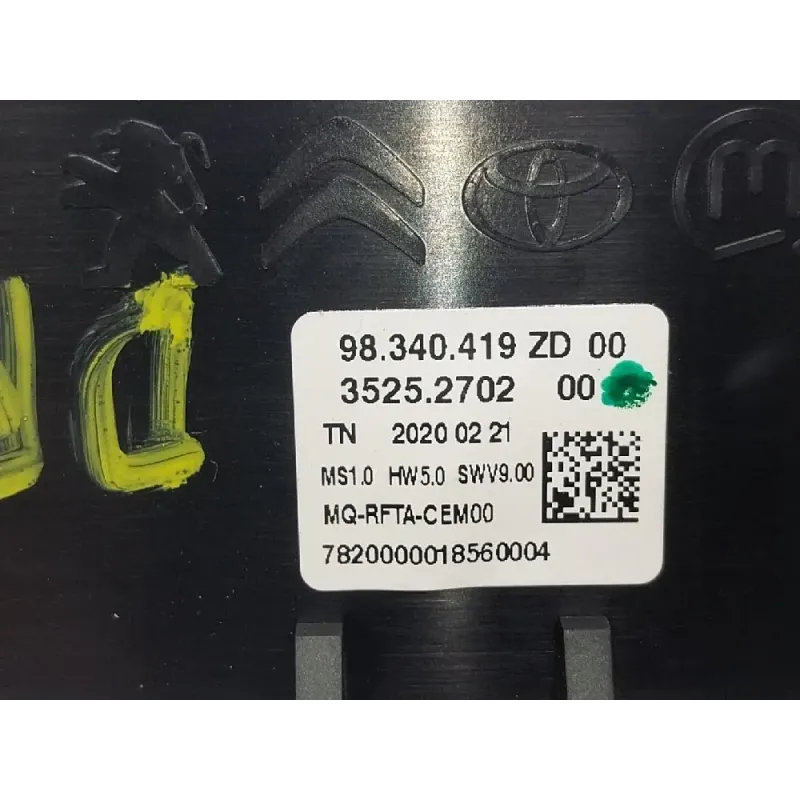 98.340.419 ZD 00
3525.2702 00
TN 2020 02 21
MS1.0 HW5.0 SWV9.00
MQ-RFTA-CEM00
7820000018560004